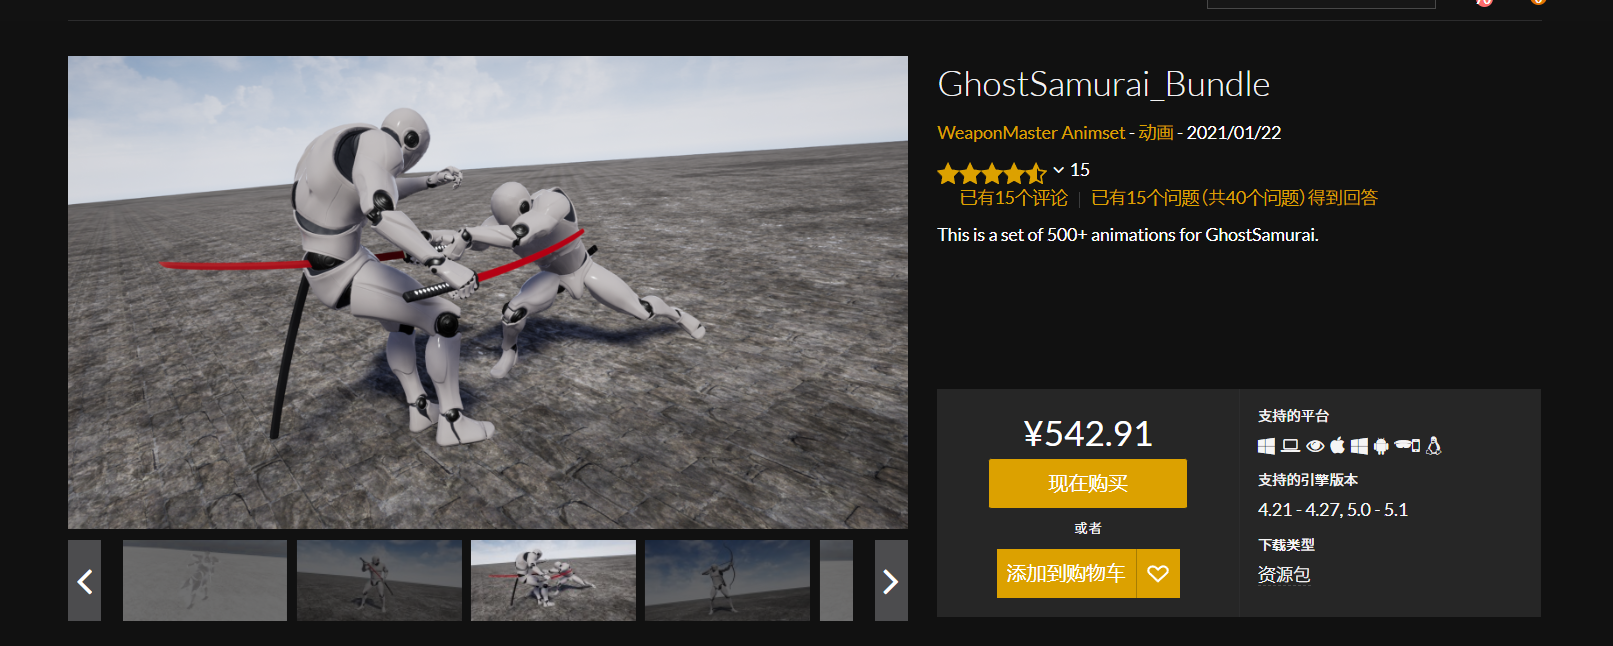 GhostSamurai_Bundle
WeaponMaster Animset - 动画 - 2021/01/22
15
已有15个评论 | 已有15个问题(共40个问题)得到回答
This is a set of 500+ animations for GhostSamurai.
¥542.91
现在购买
或者
添加到购物车
支持的平台
支持的引擎版本
4.21 - 4.27, 5.0 - 5.1
下载类型
资源包